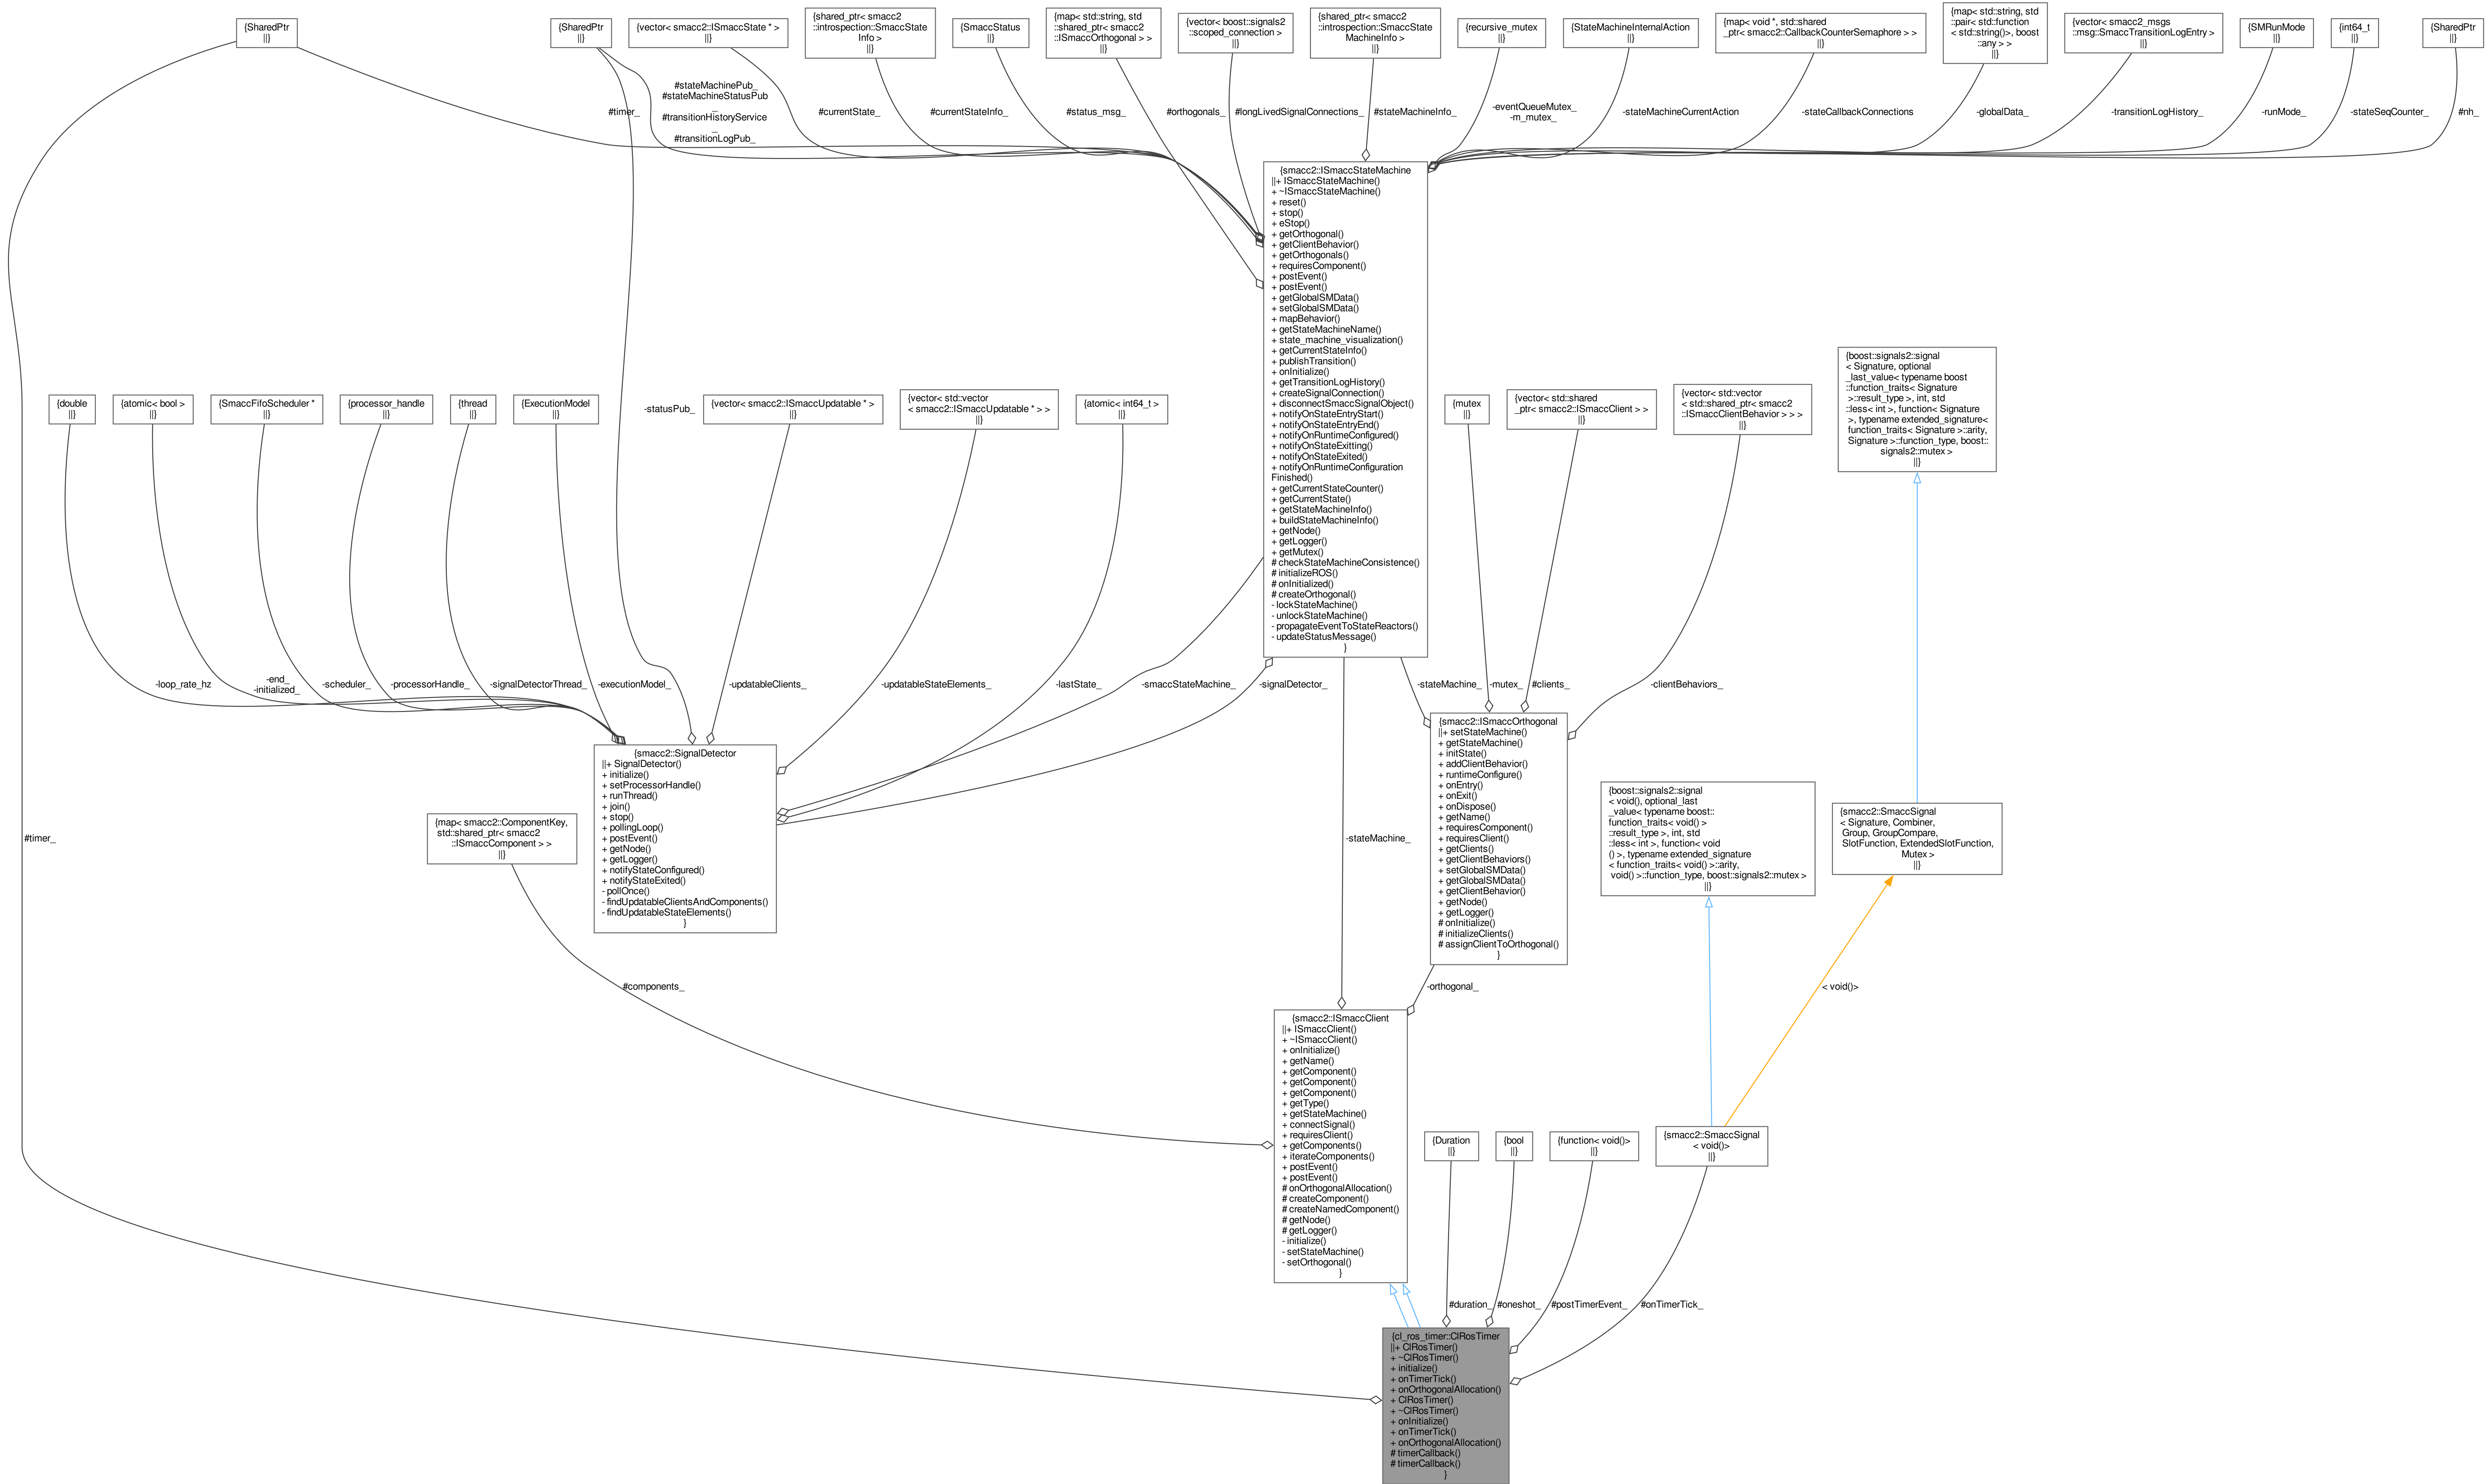 {SharedPtr
||}
{SharedPtr
||}
{vector< smacc2::ISmaccState * >
||}
{shared_ptr< smacc2
::introspection::SmaccState
Info >
||}
{SmaccStatus
||}
{map< std::string, std
::shared_ptr< smacc2
::ISmaccOrthogonal > >
||}
{vector< boost::signals2
::scoped_connection >
||}
{shared_ptr< smacc2
::introspection::SmaccState
MachineInfo >
||}
{recursive_mutex
||}
{StateMachineInternalAction
||}
{map< void *, std::shared
_ptr< smacc2::CallbackCounterSemaphore > >
||}
{map< std::string, std
::pair< std::function
< std::string()>, boost
::any > >
||}
{vector< smacc2_msgs
::msg::SmaccTransitionLogEntry >
||}
{SMRunMode
||}
{int64_t
||}
{SharedPtr
||}
#timer_
#stateMachinePub_
#stateMachineStatusPub
_
#transitionHistoryService
_
#transitionLogPub_
#currentState_
#currentStateInfo_
#status_msg_
#orthogonals_
#longLivedSignalConnections_
#stateMachineInfo_
-eventQueueMutex_
-m_mutex_
-stateMachineCurrentAction
-stateCallbackConnections
-globalData_
-transitionLogHistory_
-runMode_
-stateSeqCounter_
#nh_
{smacc2::ISmaccStateMachine
||+ ISmaccStateMachine()
+ ~ISmaccStateMachine()
+ reset()
+ stop()
+ eStop()
+ getOrthogonal()
+ getClientBehavior()
+ getOrthogonals()
+ requiresComponent()
+ postEvent()
+ postEvent()
+ getGlobalSMData()
+ setGlobalSMData()
+ mapBehavior()
+ getStateMachineName()
+ state_machine_visualization()
+ getCurrentStateInfo()
+ publishTransition()
+ onInitialize()
+ getTransitionLogHistory()
+ createSignalConnection()
+ disconnectSmaccSignalObject()
+ notifyOnStateEntryStart()
+ notifyOnStateEntryEnd()
+ notifyOnRuntimeConfigured()
+ notifyOnStateExitting()
+ notifyOnStateExited()
+ notifyOnRuntimeConfiguration
Finished()
+ getCurrentStateCounter()
+ getCurrentState()
+ getStateMachineInfo()
+ buildStateMachineInfo()
+ getNode()
+ getLogger()
+ getMutex()
# checkStateMachineConsistence()
# initializeROS()
# onInitialized()
# createOrthogonal()
- lockStateMachine()
- unlockStateMachine()
- propagateEventToStateReactors()
- updateStatusMessage()
}
{boost::signals2::signal
< Signature, optional
_last_value< typename boost
::function_traits< Signature
>::result_type >, int, std
::less< int >, function< Signature
>, typename extended_signature<
function_traits< Signature >::arity,
Signature >::function_type, boost::
signals2::mutex >
||}
{double
||}
{atomic< bool >
||}
{SmaccFifoScheduler *
||}
{processor_handle
||}
{thread
||}
{ExecutionModel
||}
-statusPub_
{vector< smacc2::ISmaccUpdatable * >
||}
{vector< std::vector
< smacc2::ISmaccUpdatable * > >
||}
{atomic< int64_t >
||}
{mutex
||}
{vector< std::shared
_ptr< smacc2::ISmaccClient > >
||}
{vector< std::vector
< std::shared_ptr< smacc2
::ISmaccClientBehavior > > >
||}
-loop_rate_hz
-end_
-initialized_
-scheduler_
-processorHandle_
-signalDetectorThread_
-executionModel_
-updatableClients_
-updatableStateElements_
-lastState_
-smaccStateMachine_
-signalDetector_
-stateMachine_
-mutex_
#clients_
-clientBehaviors_
{smacc2::SignalDetector
||+ SignalDetector()
+ initialize()
+ setProcessorHandle()
+ runThread()
+ join()
+ stop()
+ pollingLoop()
+ postEvent()
+ getNode()
+ getLogger()
+ notifyStateConfigured()
+ notifyStateExited()
- pollOnce()
- findUpdatableClientsAndComponents()
- findUpdatableStateElements()
}
{smacc2::ISmaccOrthogonal
||+ setStateMachine()
+ getStateMachine()
+ initState()
+ addClientBehavior()
+ runtimeConfigure()
+ onEntry()
+ onExit()
+ onDispose()
+ getName()
+ requiresComponent()
+ requiresClient()
+ getClients()
+ getClientBehaviors()
+ setGlobalSMData()
+ getGlobalSMData()
+ getClientBehavior()
+ getNode()
+ getLogger()
# onInitialize()
# initializeClients()
# assignClientToOrthogonal()
}
{boost::signals2::signal
< void(), optional_last
_value< typename boost::
function_traits< void() >
::result_type >, int, std
::less< int >, function< void
() >, typename extended_signature
< function_traits< void() >::arity,
void() >::function_type, boost::signals2::mutex >
||}
{smacc2::SmaccSignal
< Signature, Combiner,
Group, GroupCompare,
SlotFunction, ExtendedSlotFunction,
Mutex >
||}
{map< smacc2::ComponentKey,
std::shared_ptr< smacc2
::ISmaccComponent > >
||}
#timer_
-stateMachine_
#components_
-orthogonal_
< void()>
{smacc2::ISmaccClient
||+ ISmaccClient()
+ ~ISmaccClient()
+ onInitialize()
+ getName()
+ getComponent()
+ getComponent()
+ getComponent()
+ getType()
+ getStateMachine()
+ connectSignal()
+ requiresClient()
+ getComponents()
+ iterateComponents()
+ postEvent()
+ postEvent()
# onOrthogonalAllocation()
# createComponent()
# createNamedComponent()
# getNode()
# getLogger()
- initialize()
- setStateMachine()
- setOrthogonal()
}
{Duration
||}
{bool
||}
{function< void()>
||}
{smacc2::SmaccSignal
< void()>
||}
#duration_
#oneshot_
#postTimerEvent_
#onTimerTick_
{cl_ros_timer::ClRosTimer
||+ ClRosTimer()
+ ~ClRosTimer()
+ initialize()
+ onTimerTick()
+ onOrthogonalAllocation()
+ ClRosTimer()
+ ~ClRosTimer()
+ onInitialize()
+ onTimerTick()
+ onOrthogonalAllocation()
# timerCallback()
# timerCallback()
}